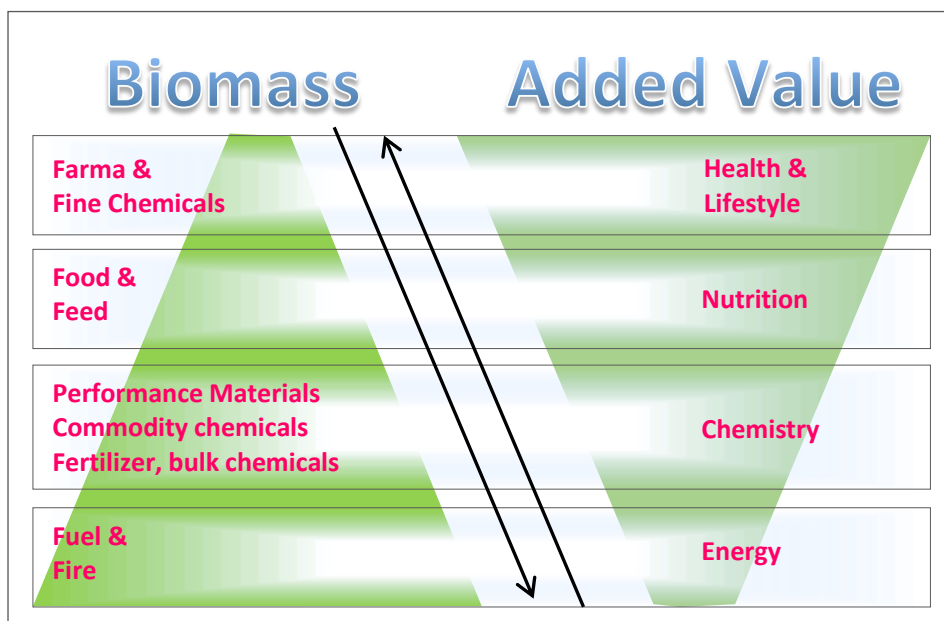 Biomass
Added Value
Farma &
Fine Chemicals
Health &
Lifestyle
Food &
Feed
Nutrition
Performance Materials
Commodity chemicals
Fertilizer, bulk chemicals
Chemistry
Fuel &
Fire
Energy